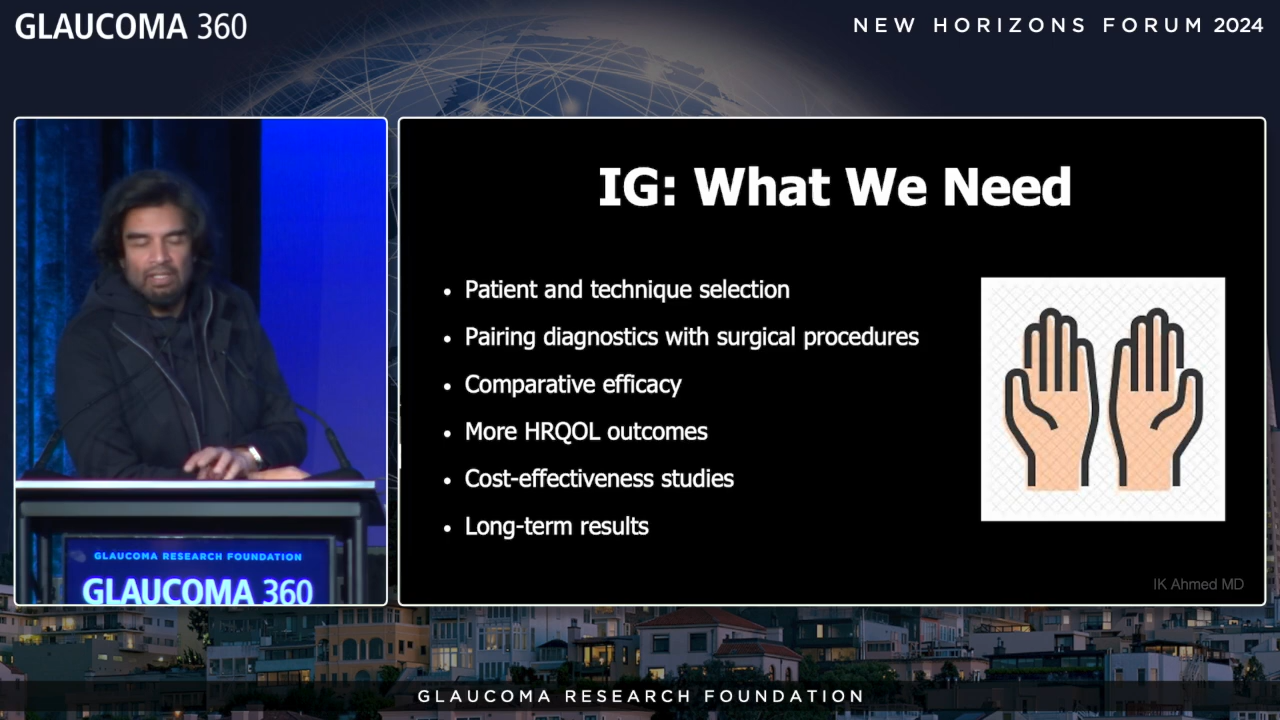 GLAUCOMA 360
NEW HORIZONS FORUM 2024
IG: What We Need
• Patient and technique selection
• Pairing diagnostics with surgical procedures
• Comparative efficacy
• More HRQOL outcomes
• Cost-effectiveness studies
• Long-term results
IK Ahmed MD
GLAUCOMA RESEARCH FOUNDATION
GLAUCOMA 360
GLAUCOMA RESEARCH FOUNDATION